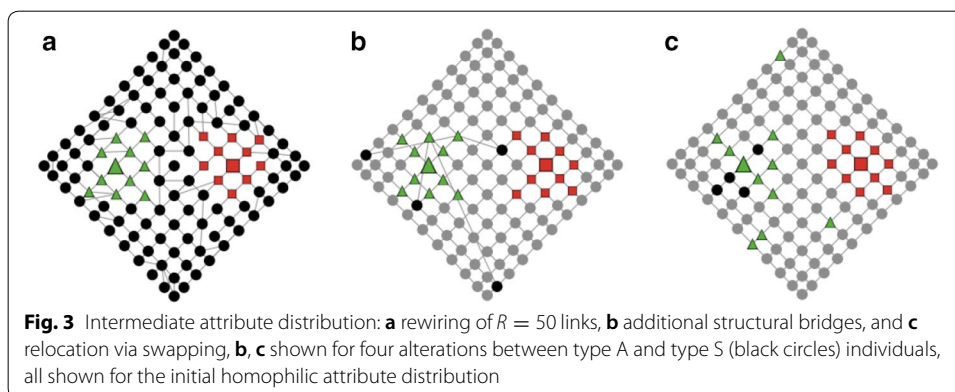 a
b
c
Fig. 3 Intermediate attribute distribution: a rewiring of R = 50 links, b additional structural bridges, and c
relocation via swapping, b, c shown for four alterations between type A and type S (black circles) individuals,
all shown for the initial homophilic attribute distribution